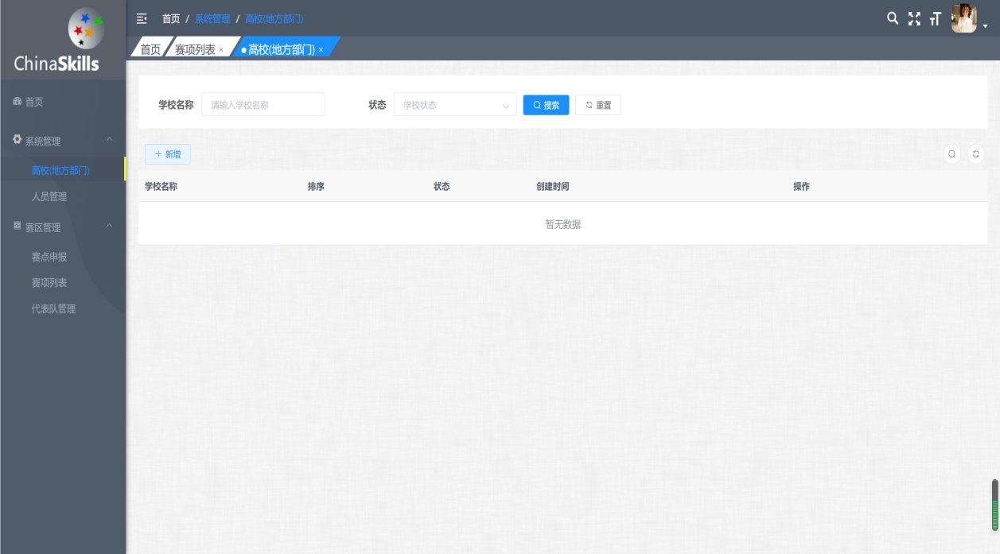 ChinaSkills
首页
系统管理
高校(地方部门)
人员管理
赛区管理
赛点申报
赛项列表
代表队管理
首页 / 系统管理 / 高校(地方部门)
首页 赛项列表 × 高校(地方部门) ×
学校名称 请输入学校名称 状态 学校状态 搜索 重置
+ 新增
学校名称 排序 状态 创建时间 操作
暂无数据